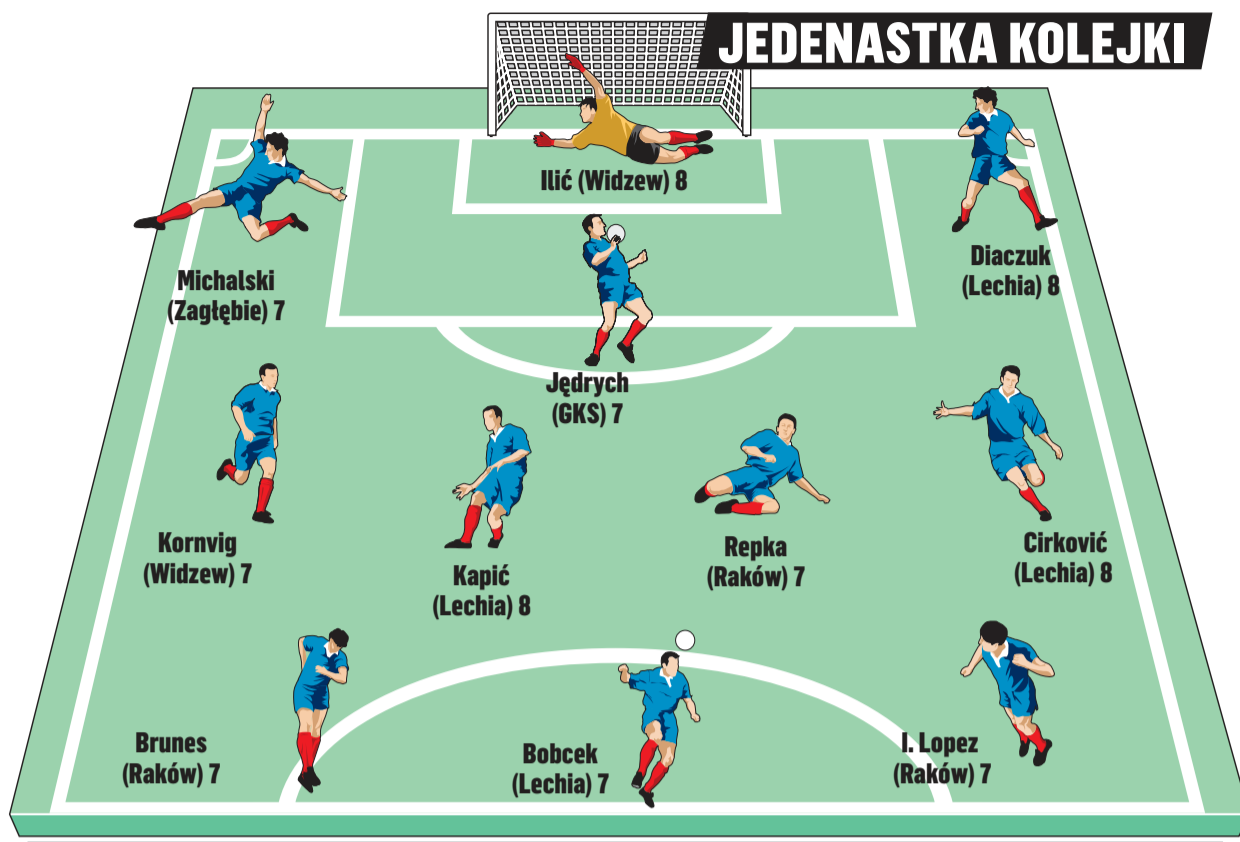 JEDENASTKA KOLEJKI
Ilić (Widzew) 8
Michalski
(Zagłębie) 7
Diaczuk
(Lechia) 8
Jędrych
(GKS) 7
Kornvig
(Widzew) 7
Kapić
(Lechia) 8
Repka
(Raków) 7
Cirković
(Lechia) 8
Brunes
(Raków) 7
Bobcek
(Lechia) 7
I. Lopez
(Raków) 7